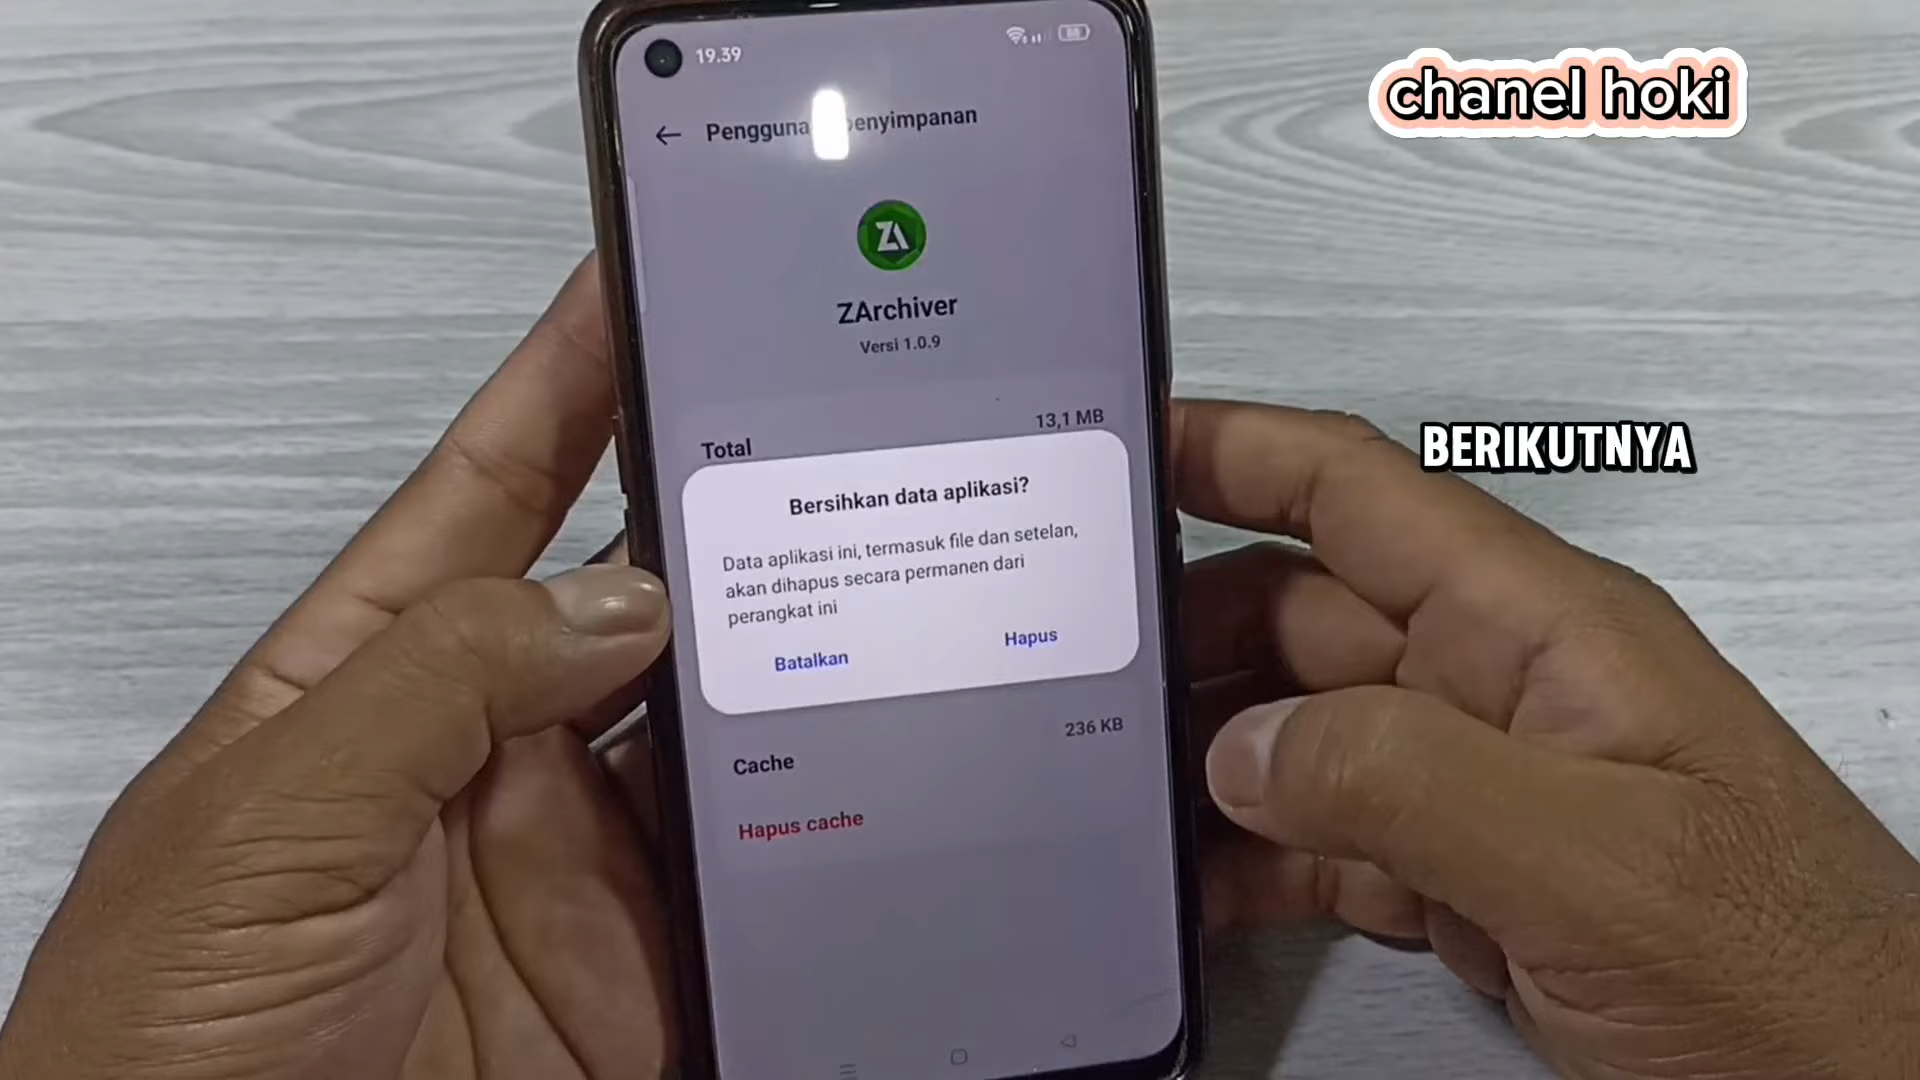 19.39
chanel hoki
Pengguna penyimpanan
ZA
ZArchiver
Versi 1.0.9
13,1 MB
Total
BERIKUTNYA
Bersihkan data aplikasi?
Data aplikasi ini, termasuk file dan setelan,
akan dihapus secara permanen dari
perangkat ini
Batalkan Hapus
236 KB
Cache
Hapus cache